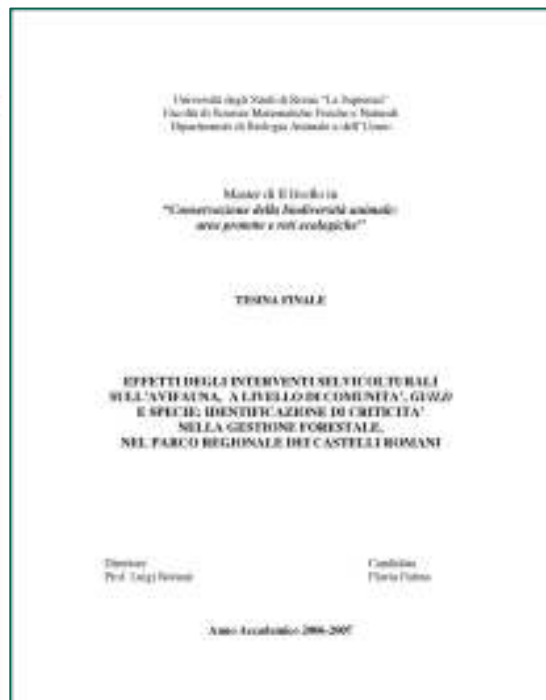 Università degli Studi di Roma "La Sapienza"
Facoltà di Scienze Matematiche Fisiche e Naturali
Dipartimento di Biologia Animale e dell'Uomo
Master di II livello in
"Conservazione della biodiversità animale:
aree protette e reti ecologiche"
TESINA FINALE
EFFETTI DEGLI INTERVENTI SELVICOLTURALI
SULL'AVIFAUNA, A LIVELLO DI COMUNITA', GUILD
E SPECIE; IDENTIFICAZIONE DI CRITICITA'
NELLA GESTIONE FORESTALE,
NEL PARCO REGIONALE DEI CASTELLI ROMANI
Direttore
Prof. Luigi
Candidata
Flavia
Anno Accademico 2006-2007